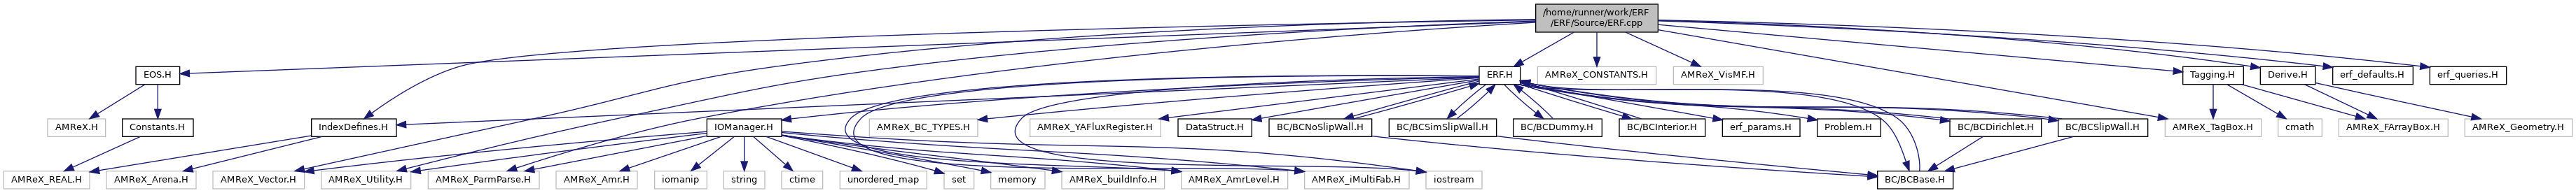 /home/runner/work/ERF
/ERF/Source/ERF.cpp
EOS.H
ERF.H
AMReX_CONSTANTS.H
AMReX_VisMF.H
Tagging.H
Derive.H
erf_defaults.H
erf_queries.H
AMReX.H
Constants.H
IndexDefines.H
IOManager.H
AMReX_BC_TYPES.H
AMReX_YAFluxRegister.H
DataStruct.H
BC/BCNoSlipWall.H
BC/BCSimSlipWall.H
BC/BCDummy.H
BC/BCInterior.H
erf_params.H
Problem.H
BC/BCDirichlet.H
BC/BCSlipWall.H
AMReX_TagBox.H
cmath
AMReX_FArrayBox.H
AMReX_Geometry.H
AMReX_REAL.H
AMReX_Arena.H
AMReX_Vector.H
AMReX_Utility.H
AMReX_ParmParse.H
AMReX_Amr.H
iomanip
string
ctime
unordered_map
set
memory
AMReX_buildInfo.H
AMReX_AmrLevel.H
AMReX_iMultiFab.H
iostream
BC/BCBase.H